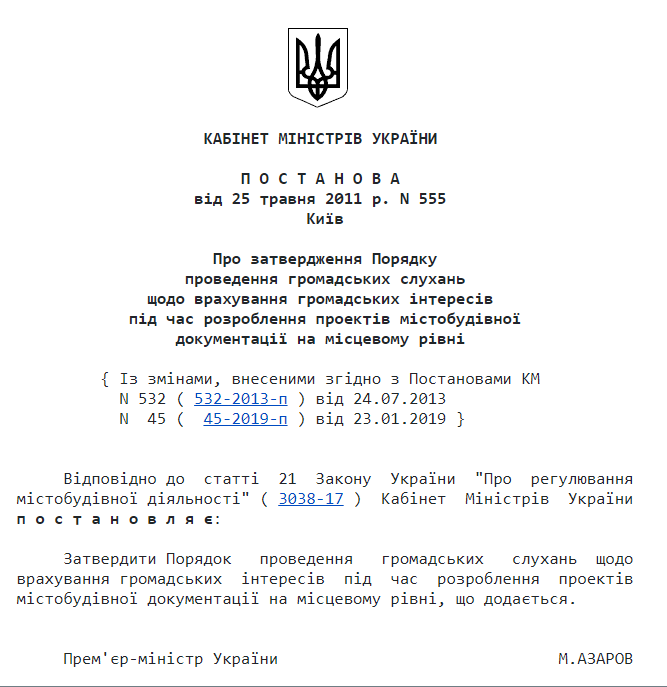 КАБІНЕТ МІНІСТРІВ УКРАЇНИ
П О С Т А Н О В А
від 25 травня 2011 р. N 555
Київ
Про затвердження Порядку
проведення громадських слухань
щодо врахування громадських інтересів
під час розроблення проектів містобудівної
документації на місцевому рівні
{ Із змінами, внесеними згідно з Постановами КМ
N 532 ( 532-2013-п ) від 24.07.2013
N 45 ( 45-2019-п ) від 23.01.2019 }
Відповідно до статті 21 Закону України "Про регулювання
містобудівної діяльності" ( 3038-17 ) Кабінет Міністрів України
п о с т а н о в л я є:
Затвердити Порядок проведення громадських слухань щодо
врахування громадських інтересів під час розроблення проектів
містобудівної документації на місцевому рівні, що додається.
Прем'єр-міністр України М.АЗАРОВ